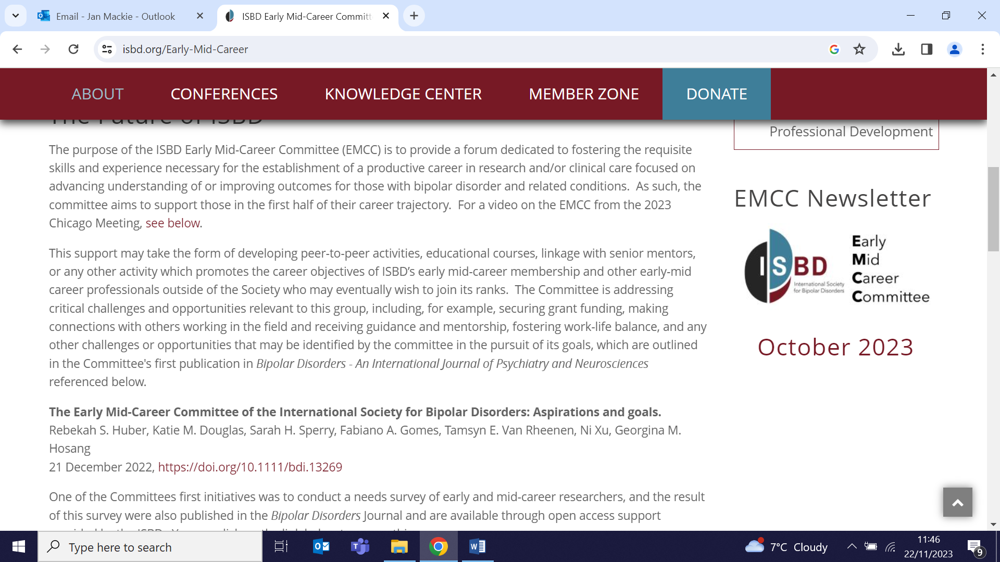 Email - Jan Mackie - Outlook
ISBD Early Mid-Career Committ
isbd.org/Early-Mid-Career
ABOUT
CONFERENCES
KNOWLEDGE CENTER
MEMBER ZONE
DONATE
The Future of ISBD
The purpose of the ISBD Early Mid-Career Committee (EMCC) is to provide a forum dedicated to fostering the requisite
skills and experience necessary for the establishment of a productive career in research and/or clinical care focused on
advancing understanding of or improving outcomes for those with bipolar disorder and related conditions.  As such, the
committee aims to support those in the first half of their career trajectory.  For a video on the EMCC from the 2023
Chicago Meeting, see below.
This support may take the form of developing peer-to-peer activities, educational courses, linkage with senior mentors,
or any other activity which promotes the career objectives of ISBD’s early mid-career membership and other early-mid
career professionals outside of the Society who may eventually wish to join its ranks.  The Committee is addressing
critical challenges and opportunities relevant to this group, including, for example, securing grant funding, making
connections with others working in the field and receiving guidance and mentorship, fostering work-life balance, and any
other challenges or opportunities that may be identified by the committee in the pursuit of its goals, which are outlined
in the Committee's first publication in Bipolar Disorders - An International Journal of Psychiatry and Neurosciences
referenced below.
The Early Mid-Career Committee of the International Society for Bipolar Disorders: Aspirations and goals.
Rebekah S. Huber, Katie M. Douglas, Sarah H. Sperry, Fabiano A. Gomes, Tamsyn E. Van Rheenen, Ni Xu, Georgina M.
Hosang
21 December 2022, https://doi.org/10.1111/bdi.13269
One of the Committees first initiatives was to conduct a needs survey of early and mid-career researchers, and the result
of this survey were also published in the Bipolar Disorders Journal and are available through open access support
Professional Development
EMCC Newsletter
ISBD
International Society
for Bipolar Disorders
Early
Mid
Career
Committee
October 2023
Type here to search
7°C  Cloudy
11:46
22/11/2023
9